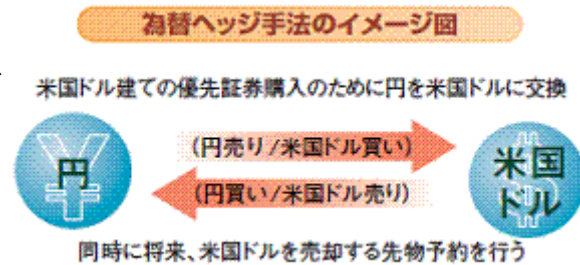 為替ヘッジ手法のイメージ図
米国ドル建ての優先証券購入のために円を米国ドルに交換
(円売り/米国ドル買い)
円
米国
ドル
(円買い/米国ドル売り)
同時に将来、米国ドルを売却する先物予約を行う